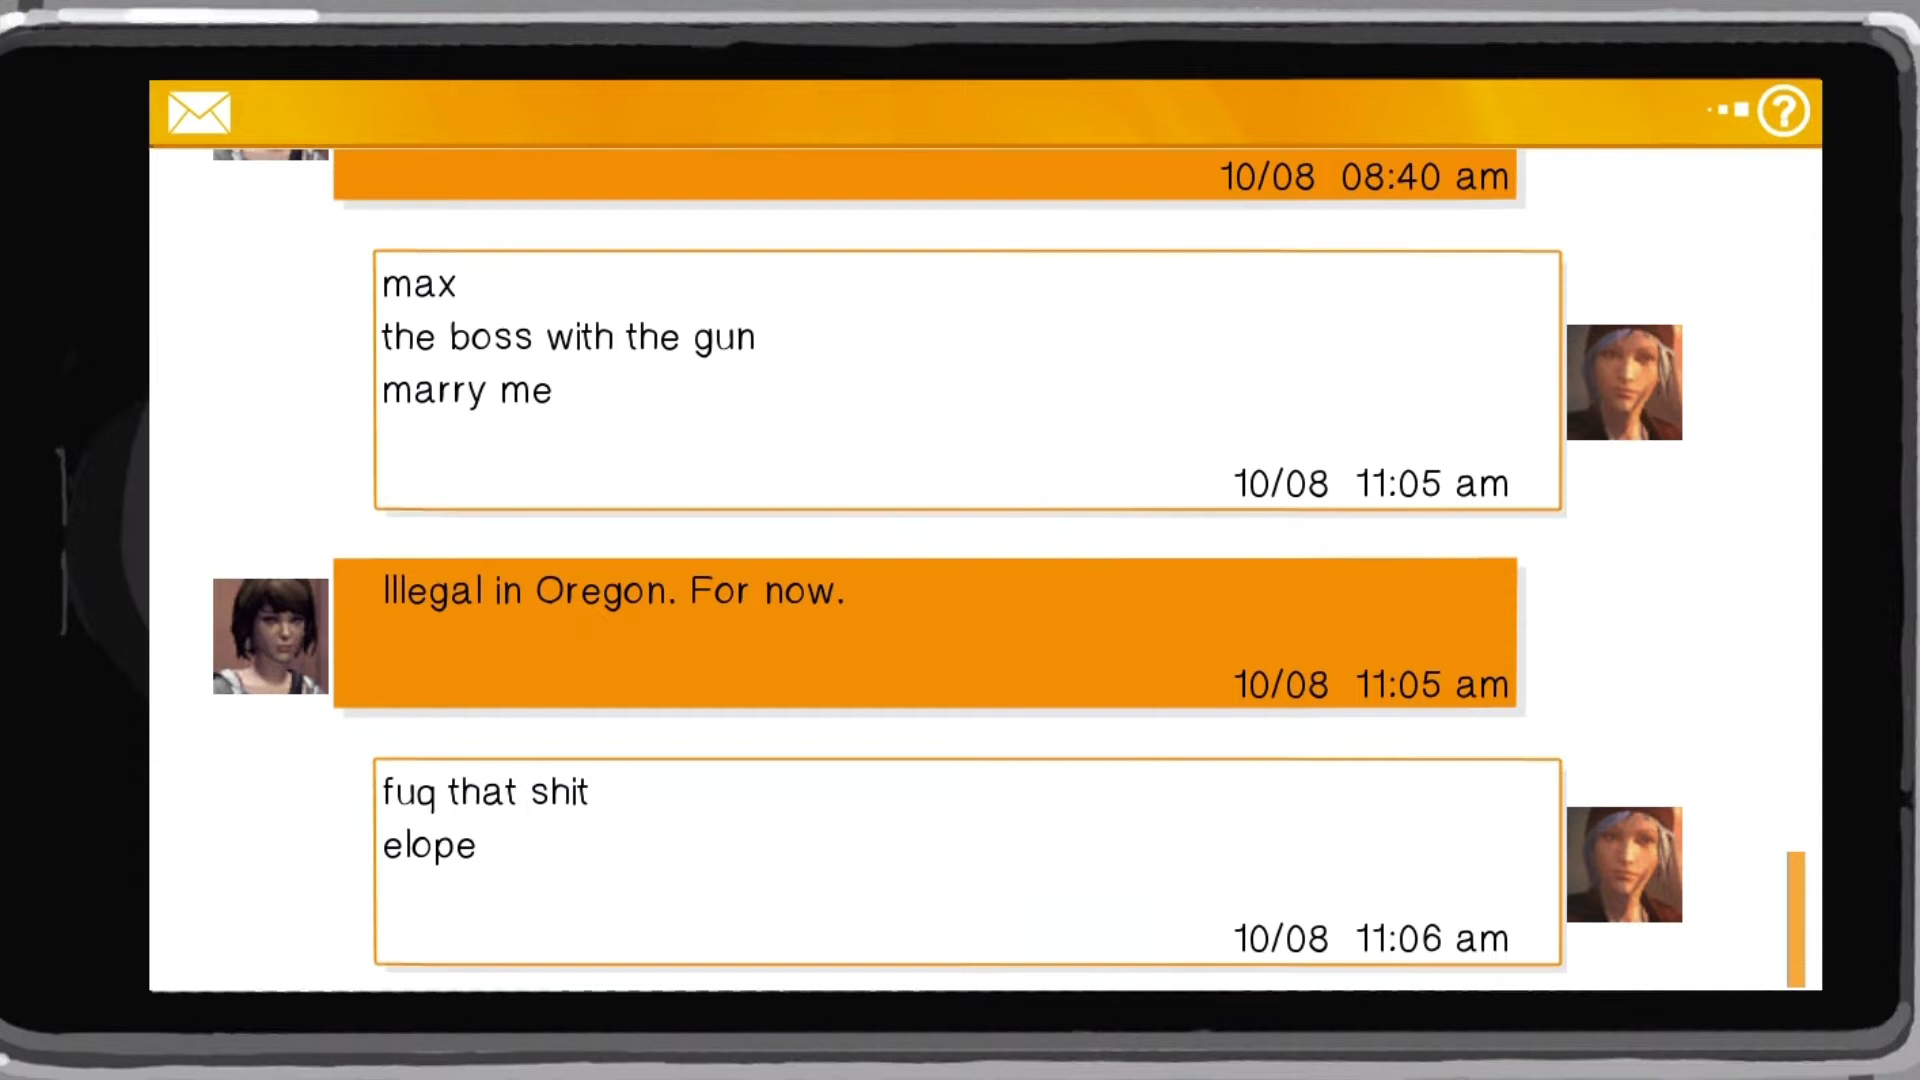 ?
10/08 08:40 am
max
the boss with the gun
marry me
10/08 11:05 am
Illegal in Oregon. For now.
10/08 11:05 am
fuq that shit
elope
10/08 11:06 am